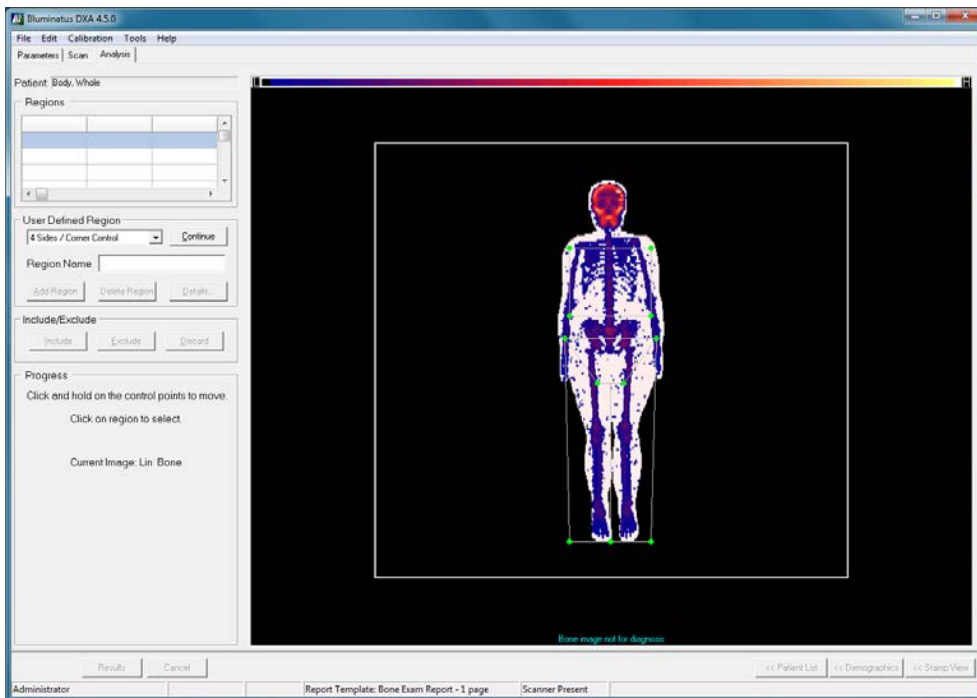 Illuminatus DXA 4.5.0
File Edit Calibration Tools Help
Parameters Scan Analysis
Patient: Body, Whole
L H
Regions
User Defined Region
4 Sides / Corner Control Continue
Region Name
Add Region Delete Region Details...
Include/Exclude
Include Exclude Discard
Progress
Click and hold on the control points to move.
Click on region to select
Current Image: Lin Bone
Bone image not for diagnosis
Results Cancel << Patient List << Demographics << Stamp View
Administrator Report Template: Bone Exam Report - 1 page Scanner Present